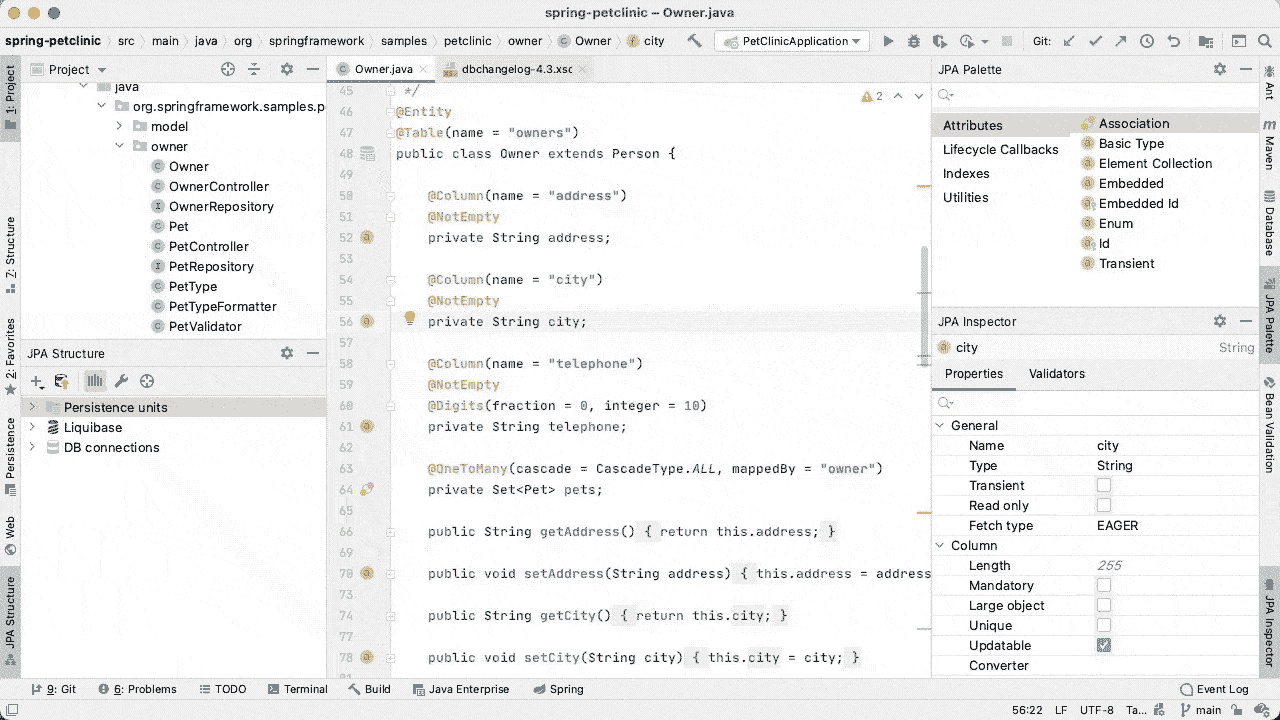 spring-petclinic – Owner.java
spring-petclinic src main java org springframework samples petclinic owner Owner city PetClinicApplication Git:
1: Project
7: Structure
2: Favorites
Persistence
Web
JPA Structure
Project
java
org.springframework.samples.p
model
owner
Owner
OwnerController
OwnerRepository
Pet
PetController
PetRepository
PetType
PetTypeFormatter
PetValidator
JPA Structure
Persistence units
Liquibase
DB connections
Owner.java dbchangelog-4.3.xsc
2
45 */
46 @Entity
47 @Table(name = "owners")
48 public class Owner extends Person {
49
50 @Column(name = "address")
51 @NotEmpty
52 private String address;
53
54 @Column(name = "city")
55 @NotEmpty
56 private String city;
57
58 @Column(name = "telephone")
59 @NotEmpty
60 @Digits(fraction = 0, integer = 10)
61 private String telephone;
62
63 @OneToMany(cascade = CascadeType.ALL, mappedBy = "owner")
64 private Set<Pet> pets;
65
66 public String getAddress() { return this.address; }
69
70 public void setAddress(String address) { this.address = address
73
74 public String getCity() { return this.city; }
77
78 public void setCity(String city) { this.city = city; }
JPA Palette
Attributes
Lifecycle Callbacks
Indexes
Utilities
Association
Basic Type
Element Collection
Embedded
Embedded Id
Enum
Id
Transient
JPA Inspector
city String
Properties Validators
General
Name city
Type String
Transient
Read only
Fetch type EAGER
Column
Length 255
Mandatory
Large object
Unique
Updatable
Converter
Ant
Maven
Database
JPA Palette
Bean Validation
JPA Inspector
9: Git 6: Problems TODO Terminal Build Java Enterprise Spring Event Log
56:22 LF UTF-8 Ta... main